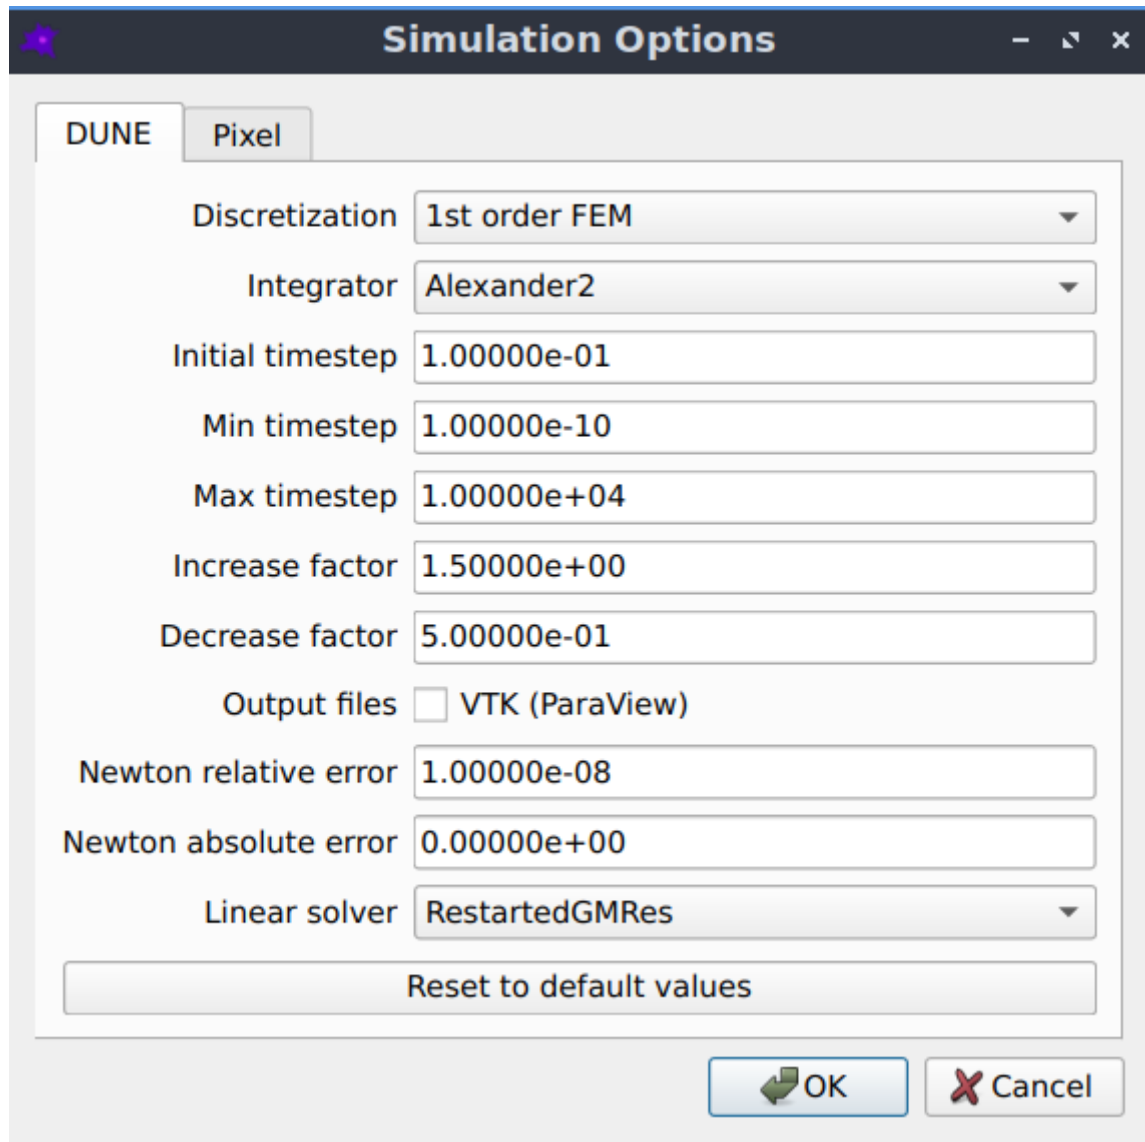 Simulation Options
DUNE Pixel
Discretization 1st order FEM
Integrator Alexander2
Initial timestep 1.00000e-01
Min timestep 1.00000e-10
Max timestep 1.00000e+04
Increase factor 1.50000e+00
Decrease factor 5.00000e-01
Output files VTK (ParaView)
Newton relative error 1.00000e-08
Newton absolute error 0.00000e+00
Linear solver RestartedGMRes
Reset to default values
OK Cancel